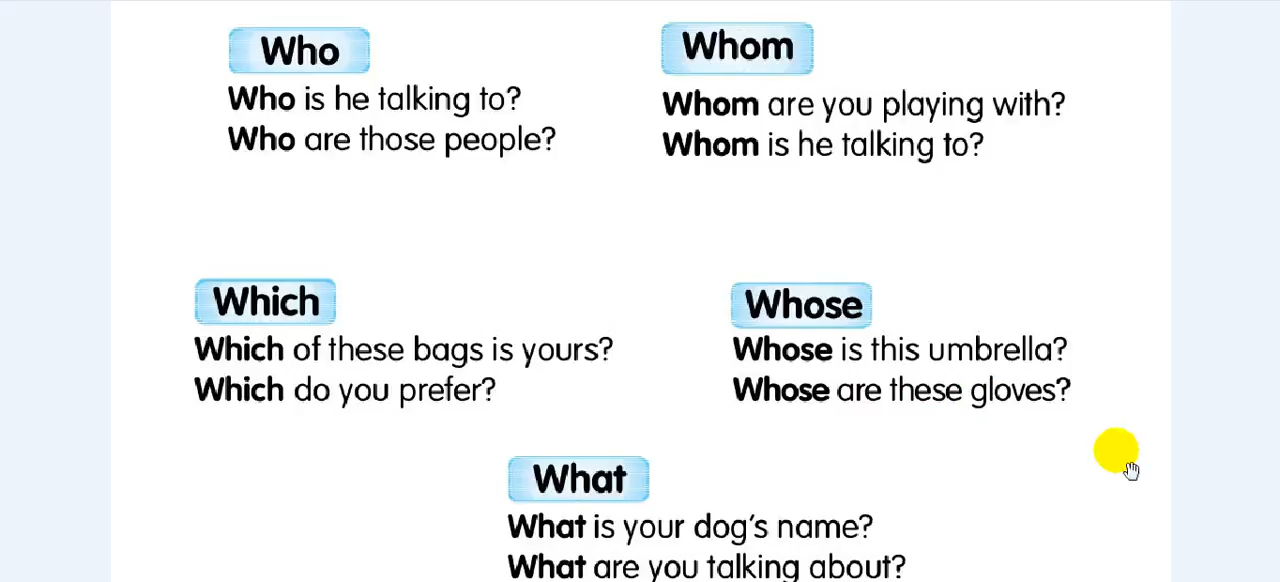 Who
Who is he talking to?
Who are those people?
Whom
Whom are you playing with?
Whom is he talking to?
Which
Which of these bags is yours?
Which do you prefer?
Whose
Whose is this umbrella?
Whose are these gloves?
What
What is your dog's name?
What are you talking about?